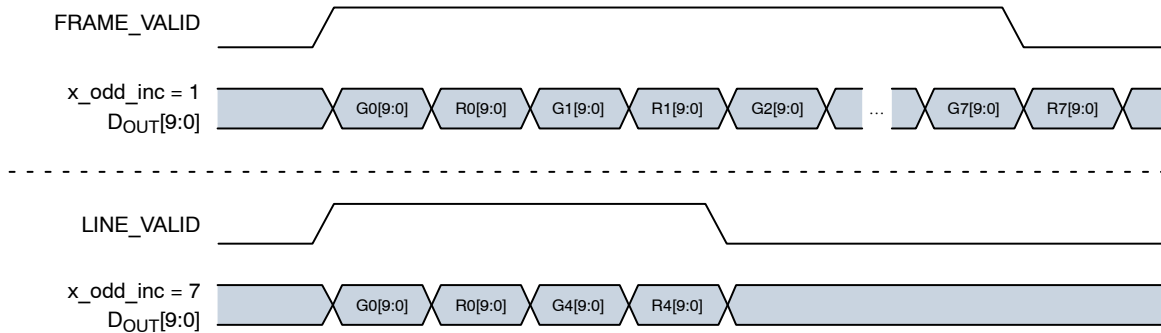 FRAME_VALID
x_odd_inc = 1
DOUT[9:0]
G0[9:0] R0[9:0] G1[9:0] R1[9:0] G2[9:0] ... G7[9:0] R7[9:0]
LINE_VALID
x_odd_inc = 7
DOUT[9:0]
G0[9:0] R0[9:0] G4[9:0] R4[9:0]